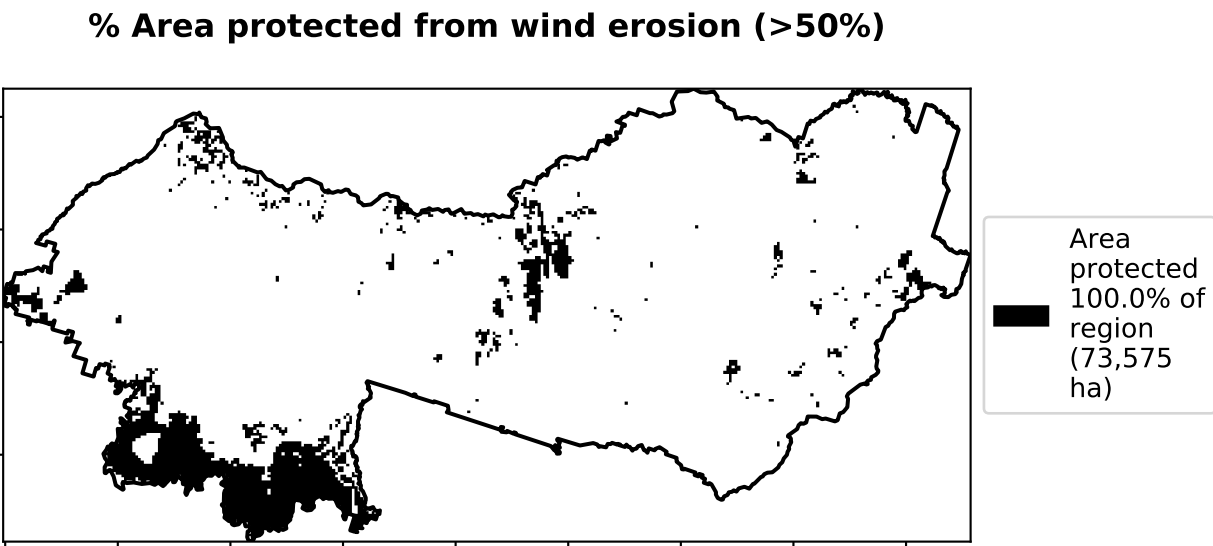 % Area protected from wind erosion (>50%)
Area
protected
100.0% of
region
(73,575
ha)